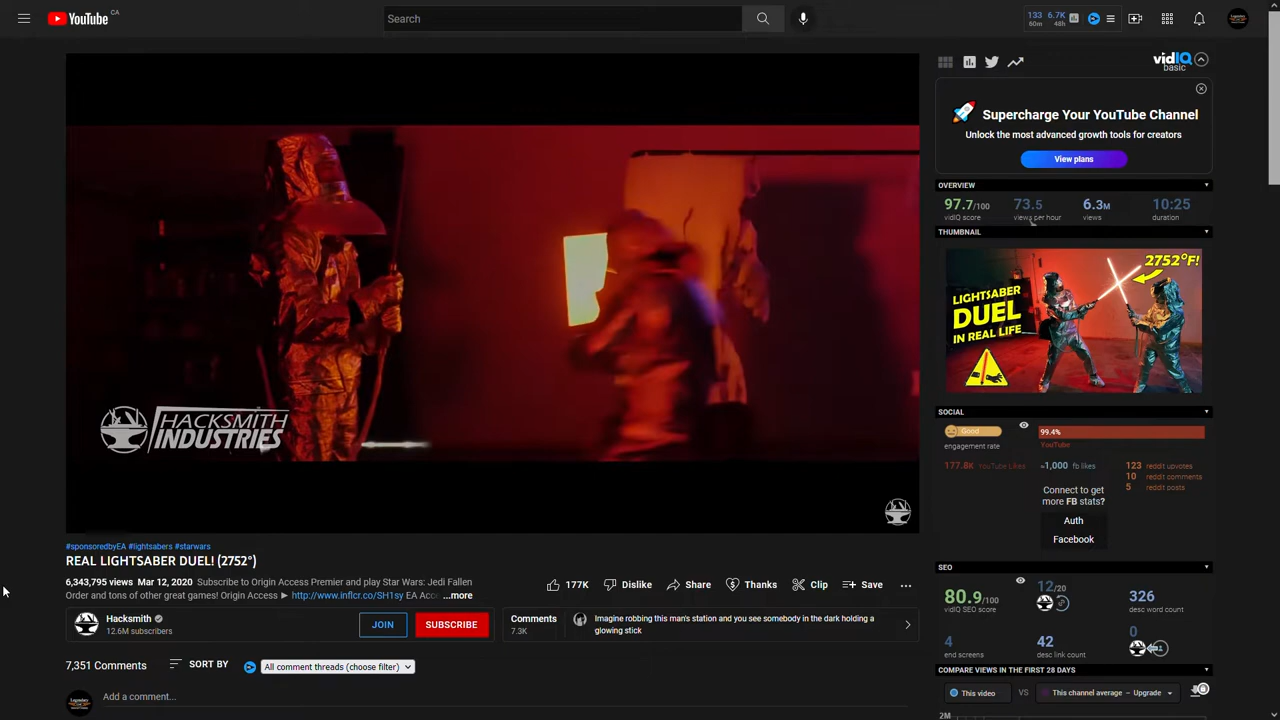 YouTube CA
Search
133 6.7K
60m 48h
vidIQ
basic
Supercharge Your YouTube Channel
Unlock the most advanced growth tools for creators
View plans
OVERVIEW
97.7/100 73.5 6.3M 10:25
vidIQ score views per hour views duration
THUMBNAIL
2752°F!
LIGHTSABER
DUEL
IN REAL LIFE
HACKSMITH
INDUSTRIES
SOCIAL
Good
engagement rate
99.4%
YouTube
177.8K YouTube Likes
≈1,000 fb likes
123 reddit upvotes
10 reddit comments
5 reddit posts
Connect to get
more FB stats?
Auth
Facebook
#sponsoredbyEA #lightsabers #starwars
REAL LIGHTSABER DUEL! (2752°)
6,343,795 views Mar 12, 2020 Subscribe to Origin Access Premier and play Star Wars: Jedi Fallen
Order and tons of other great games! Origin Access ► http://www.inflcr.co/SH1sy EA Acc ...more
177K Dislike Share Thanks Clip Save
Hacksmith
12.6M subscribers
JOIN
SUBSCRIBE
Comments
7.3K
Imagine robbing this man's station and you see somebody in the dark holding a
glowing stick
7,351 Comments SORT BY All comment threads (choose filter)
Add a comment...
SEO
80.9/100
vidIQ SEO score
12/20
326
desc word count
4
end screens
42
desc link count
0
COMPARE VIEWS IN THE FIRST 28 DAYS
This video VS This channel average – Upgrade
2M